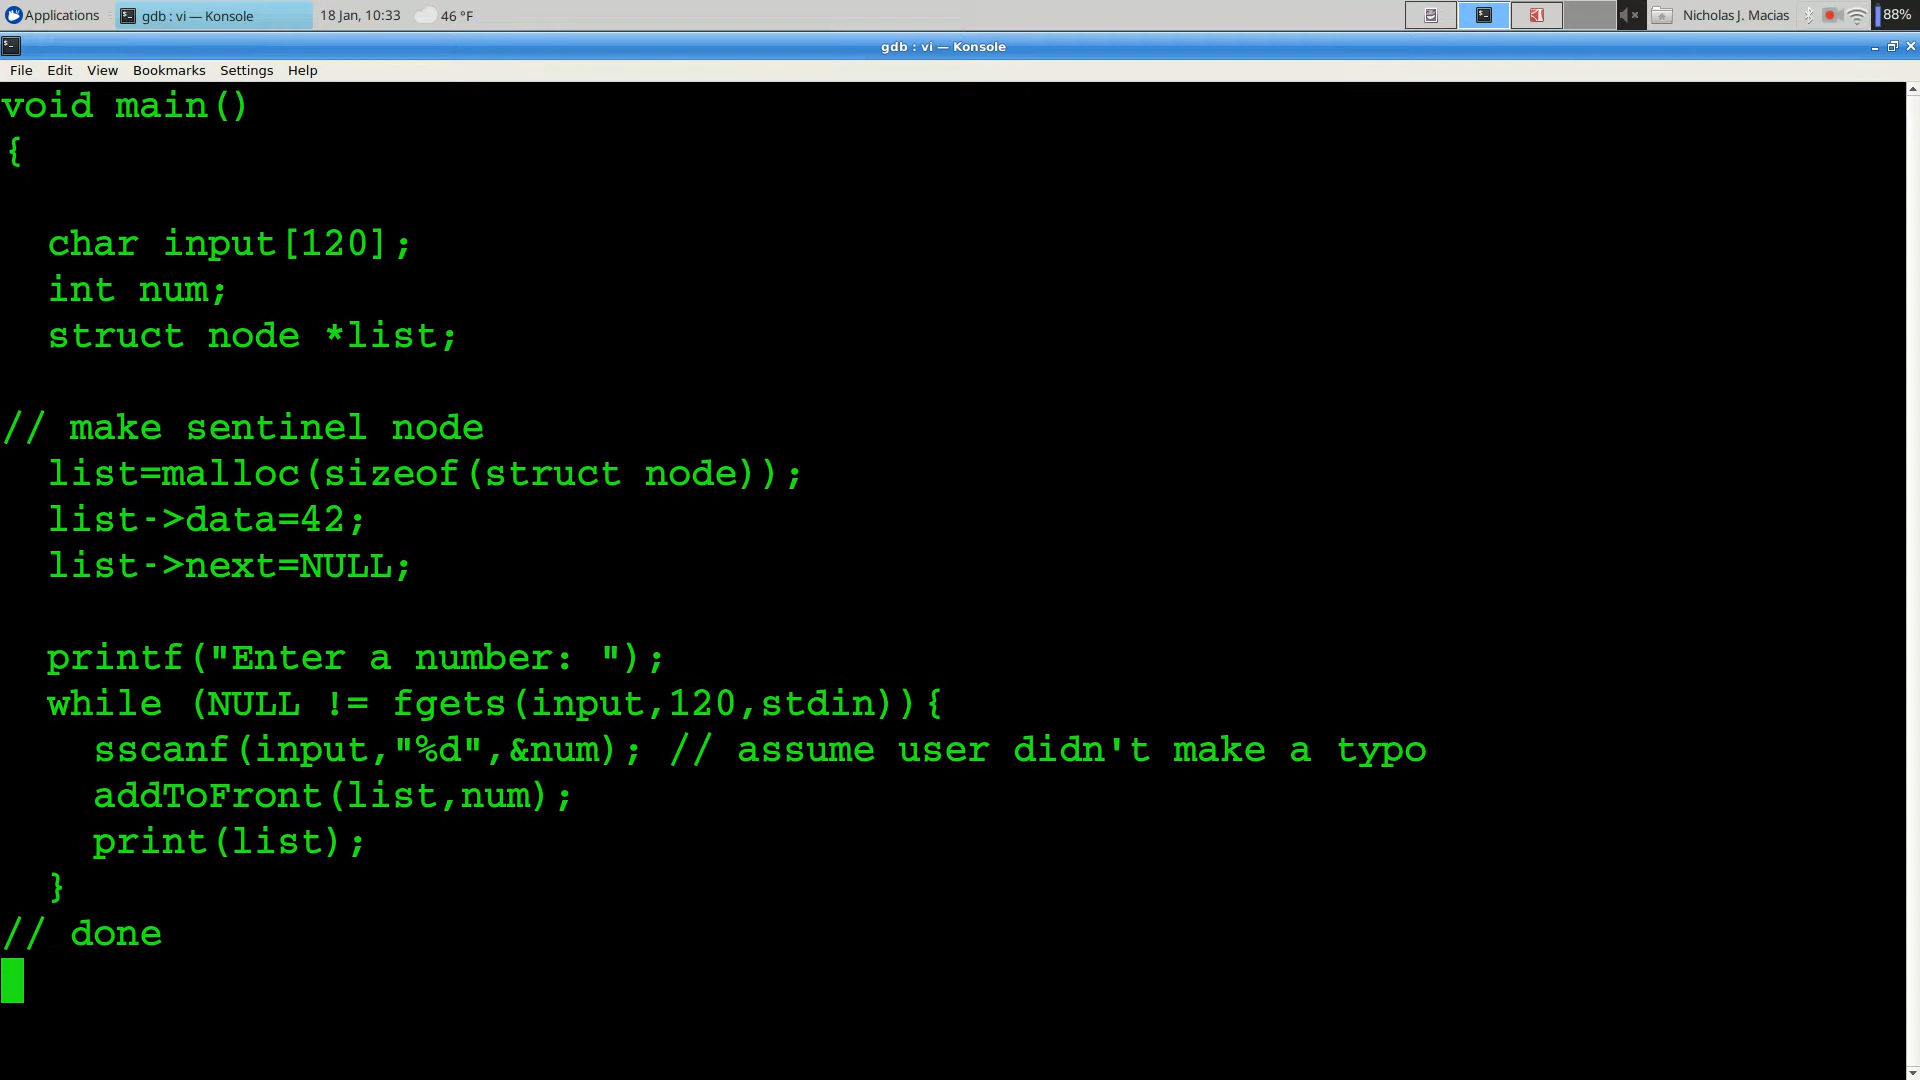 Applications gdb : vi — Konsole 18 Jan, 10:33 46 °F Nicholas J. Macias 88%
gdb : vi — Konsole
File Edit View Bookmarks Settings Help
void main()
{
char input[120];
int num;
struct node *list;
// make sentinel node
list=malloc(sizeof(struct node));
list->data=42;
list->next=NULL;
printf("Enter a number: ");
while (NULL != fgets(input,120,stdin)){
sscanf(input,"%d",&num); // assume user didn't make a typo
addToFront(list,num);
print(list);
}
// done